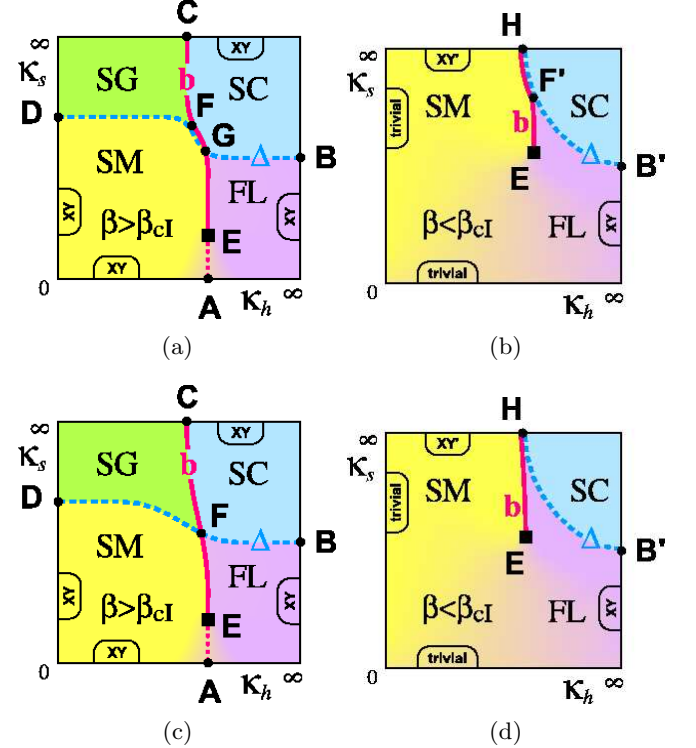 C
H
∞
XY
∞
XY'
κs
SG
b
SC
κs
F'
D
F
SM
SC
trivial
b
G
SM
Δ
B
E
Δ
B'
FL
XY
β>βcI
E
XY
β<βcI
FL
XY
trivial
0
A
κh
∞
0
κh
∞
(a)
(b)
C
H
∞
XY
∞
XY'
κs
SG
b
SC
κs
SM
SC
D
trivial
b
F
SM
Δ
B
E
Δ
B'
FL
XY
β>βcI
E
XY
β<βcI
FL
XY
XY
trivial
0
A
κh
∞
0
κh
∞
(c)
(d)